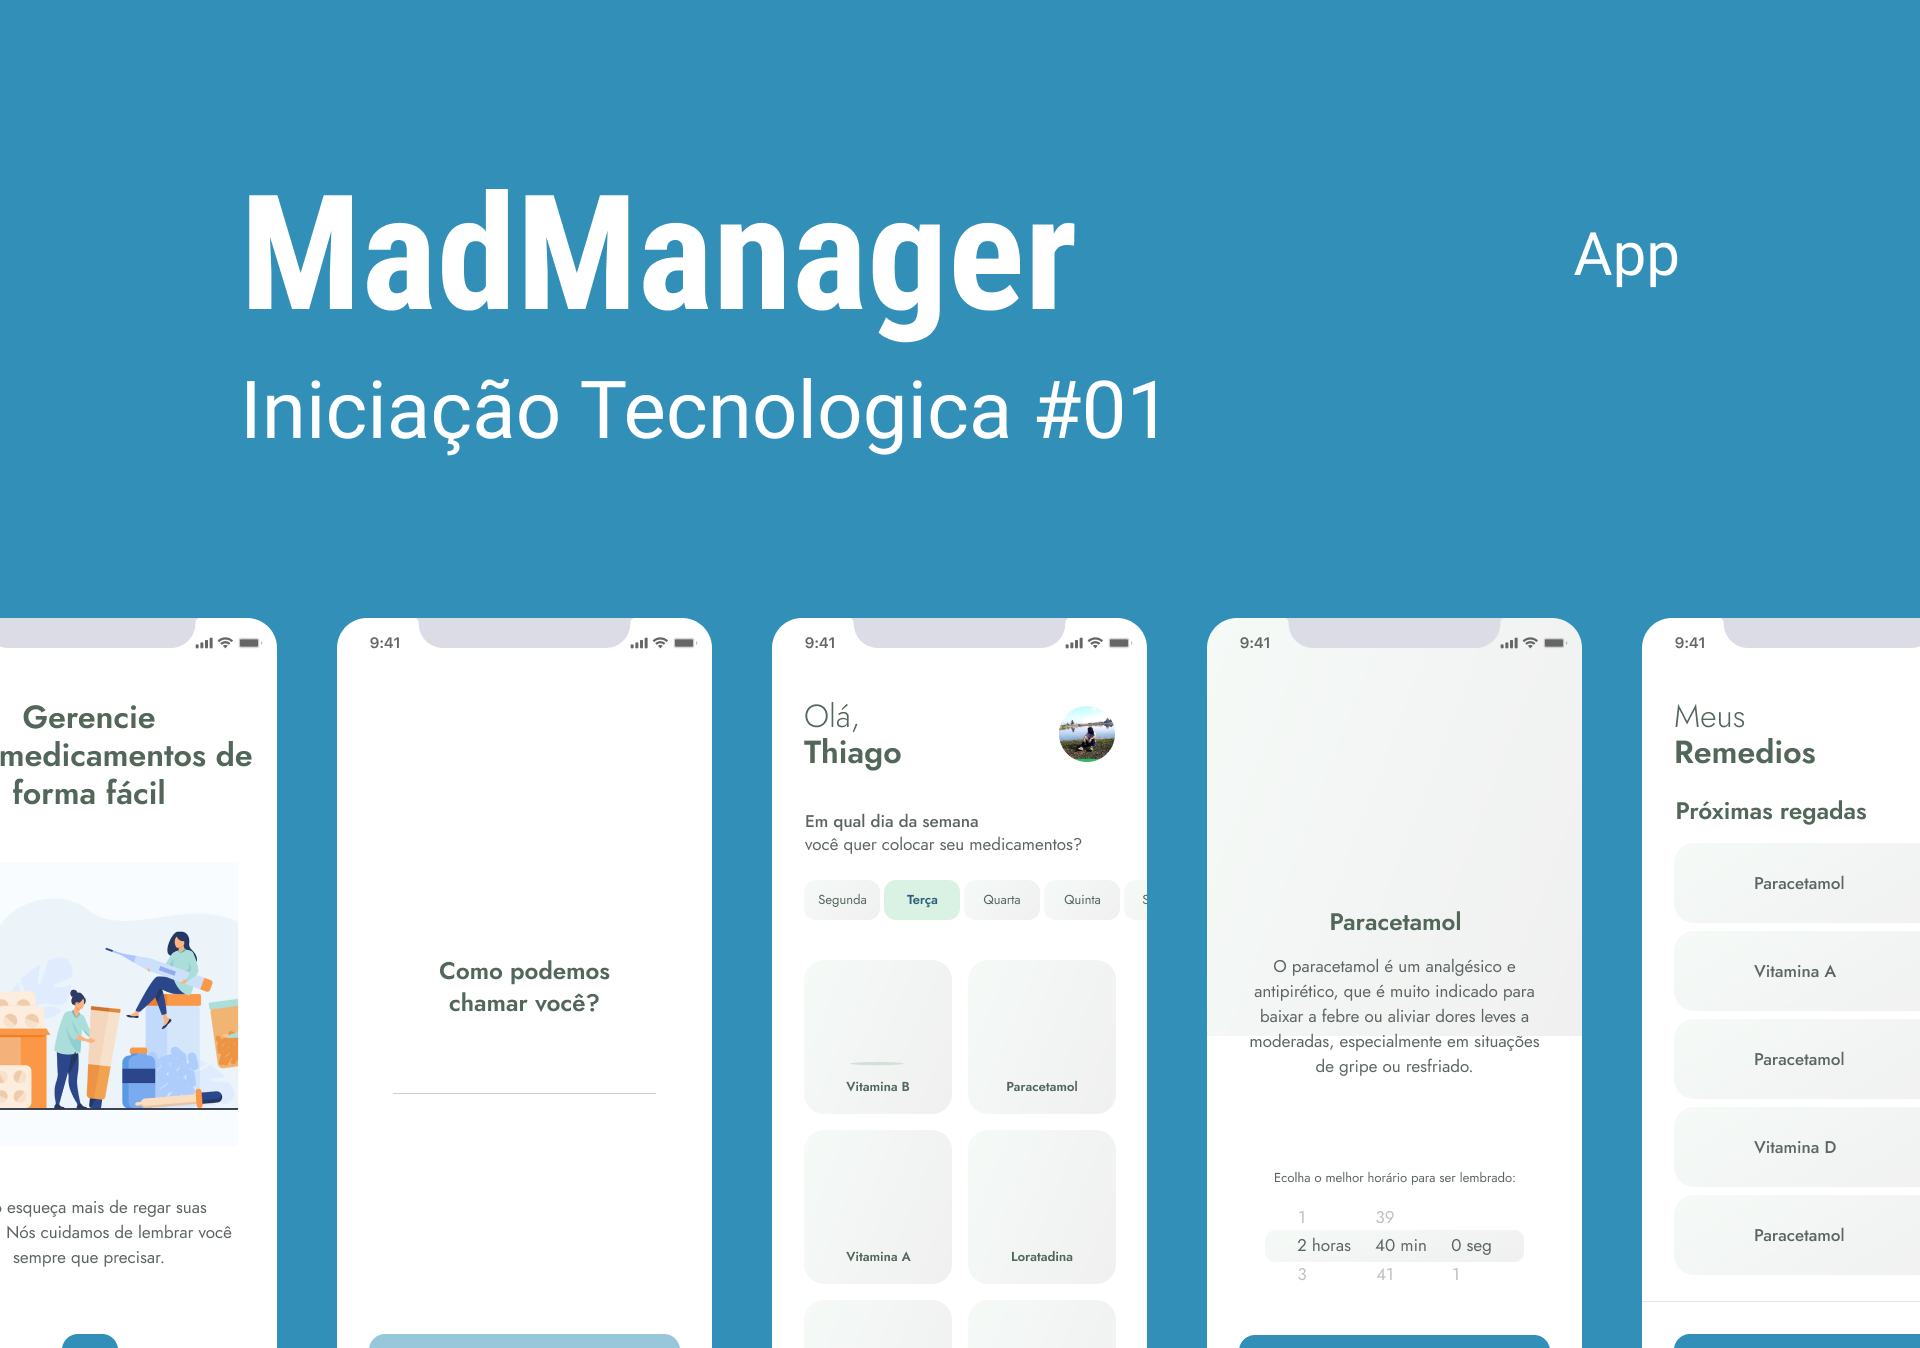 MadManager
App
Iniciação Tecnologica #01
Gerencie
medicamentos de
forma fácil
esqueça mais de regar suas
Nós cuidamos de lembrar você
sempre que precisar.
9:41
Como podemos
chamar você?
9:41
Olá,
Thiago
Em qual dia da semana
você quer colocar seu medicamentos?
Segunda Terça Quarta Quinta S
Vitamina B Paracetamol
Vitamina A Loratadina
9:41
Paracetamol
O paracetamol é um analgésico e
antipirético, que é muito indicado para
baixar a febre ou aliviar dores leves a
moderadas, especialmente em situações
de gripe ou resfriado.
Ecolha o melhor horário para ser lembrado:
1 39
2 horas 40 min 0 seg
3 41 1
9:41
Meus
Remedios
Próximas regadas
Paracetamol
Vitamina A
Paracetamol
Vitamina D
Paracetamol